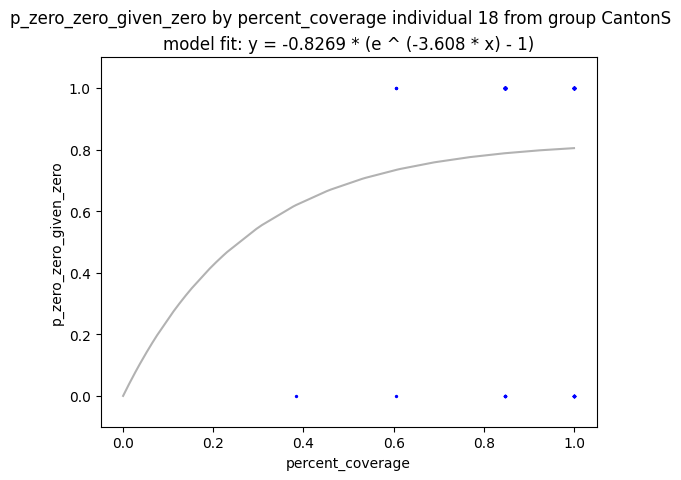 p_zero_zero_given_zero by percent_coverage individual 18 from group CantonS
model fit: y = -0.8269 * (e ^ (-3.608 * x) - 1)
1.0
0.8
0.6
0.4
0.2
0.0
p_zero_zero_given_zero
0.0 0.2 0.4 0.6 0.8 1.0
percent_coverage